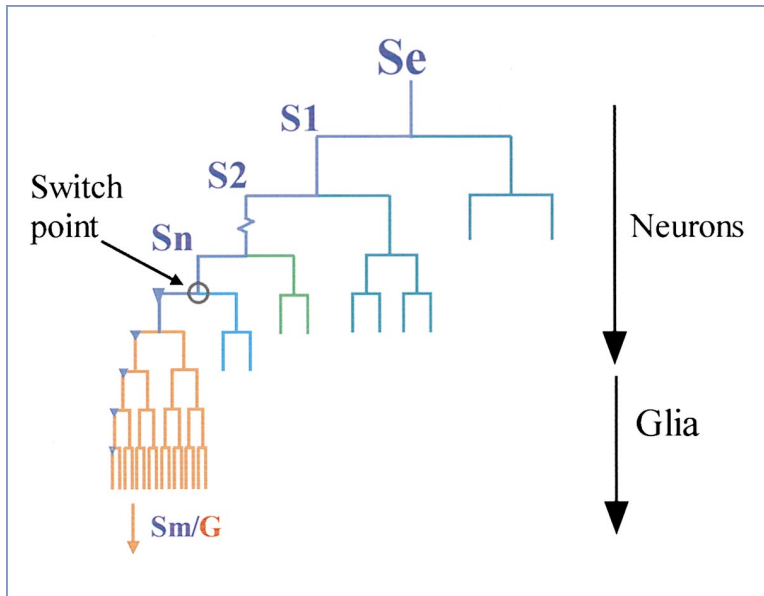 Se
S1
S2
Switch
point
Sn
Neurons
Glia
Sm/G